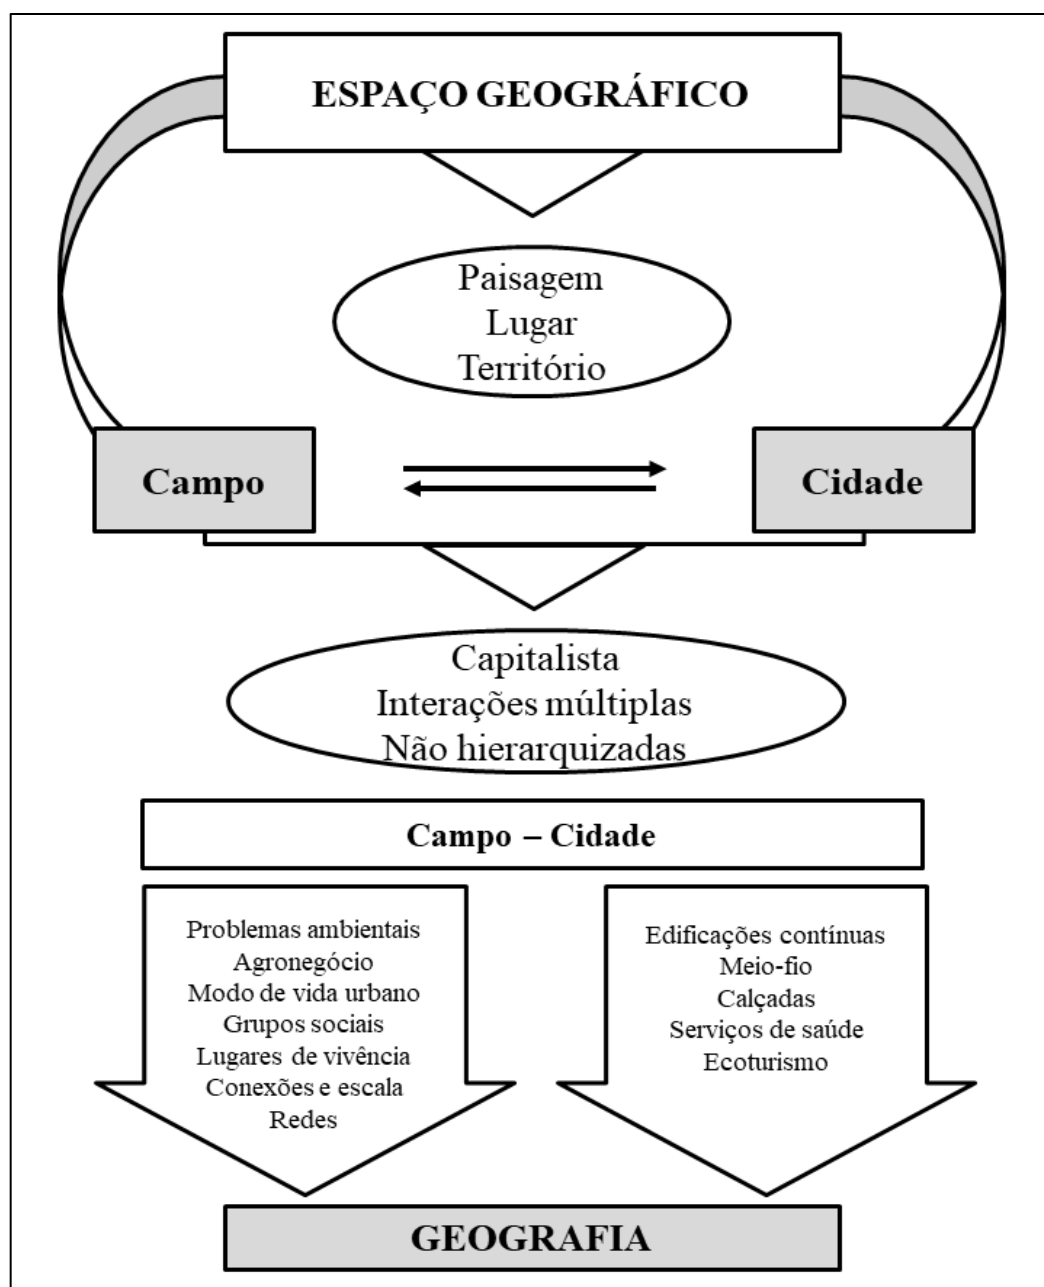 ESPAÇO GEOGRÁFICO
Paisagem
Lugar
Território
Campo
Cidade
Capitalista
Interações múltiplas
Não hierarquizadas
Campo – Cidade
Problemas ambientais
Agronegócio
Modo de vida urbano
Grupos sociais
Lugares de vivência
Conexões e escala
Redes
Edificações contínuas
Meio-fio
Calçadas
Serviços de saúde
Ecoturismo
GEOGRAFIA